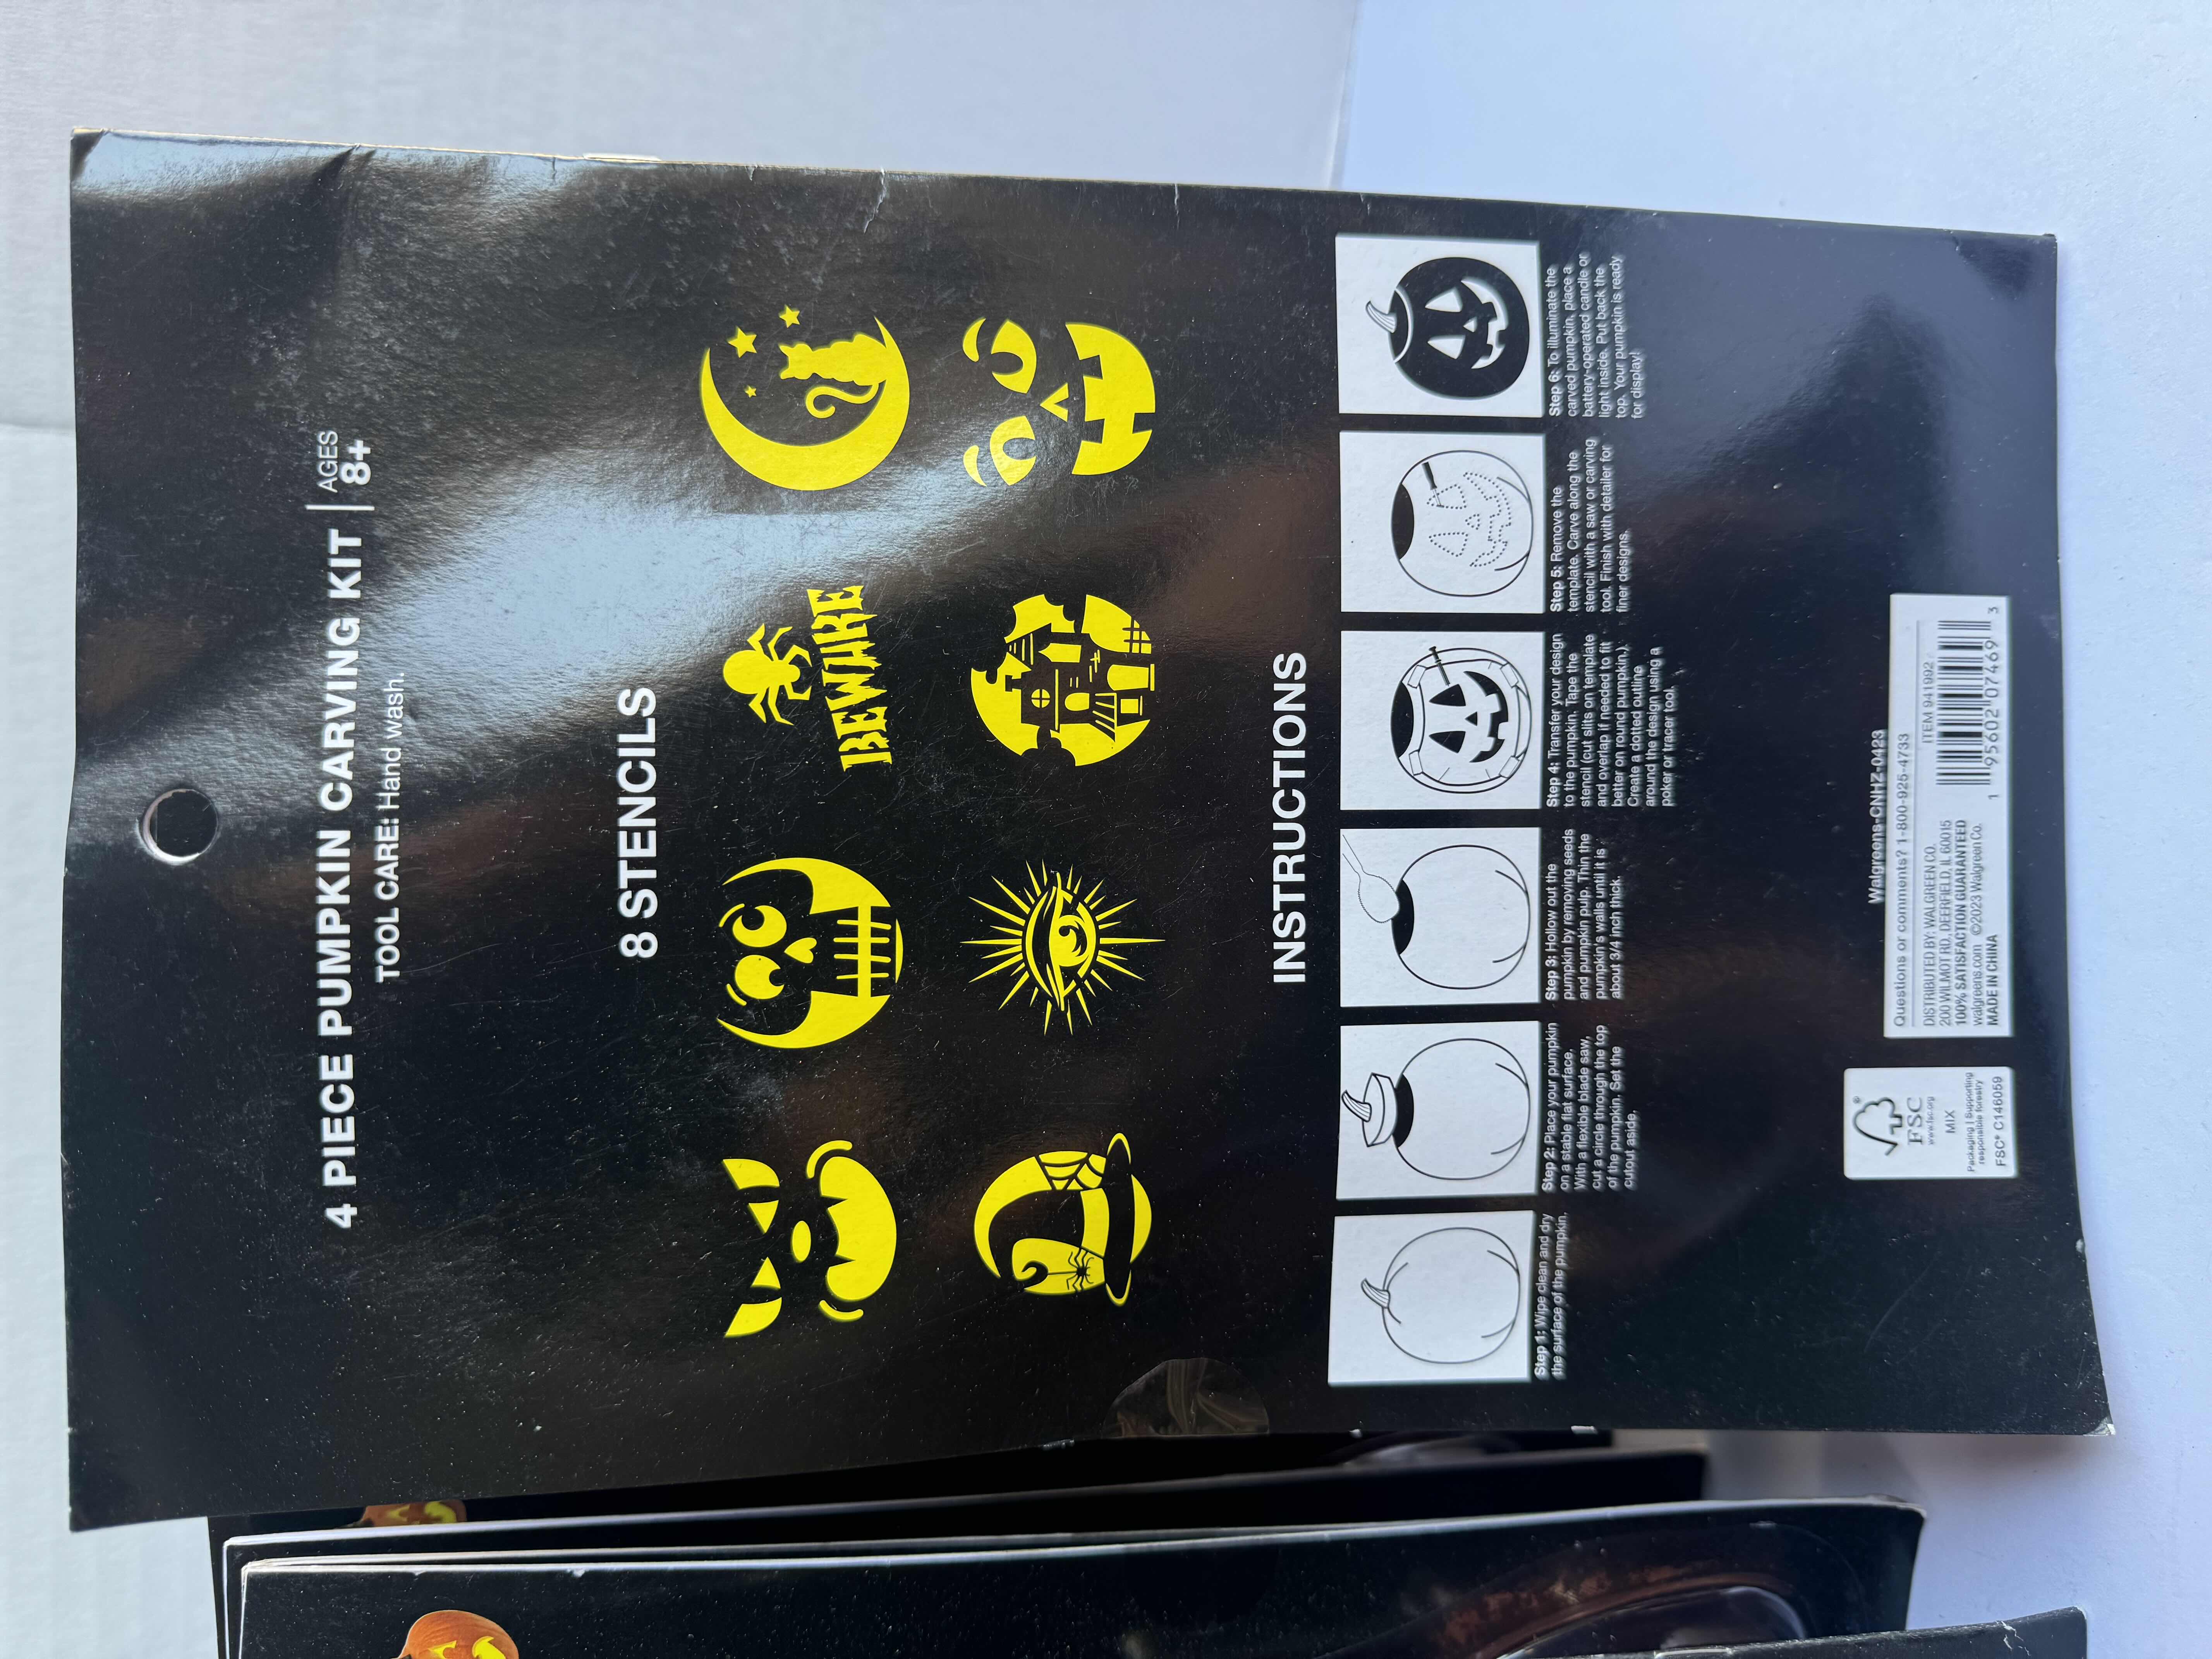 4 PIECE PUMPKIN CARVING KIT
AGES
8+
TOOL CARE: Hand wash.
8 STENCILS
BEWARE
INSTRUCTIONS
Step 1: Wipe clean and dry
the surface of the pumpkin.
Step 2: Place your pumpkin
on a stable flat surface.
With a flexible blade saw,
cut a circle through the top
of the pumpkin. Set the
cutout aside.
Step 3: Hollow out the
pumpkin by removing seeds
and pumpkin pulp. Thin the
pumpkin's walls until it is
about 3/4 inch thick.
Step 4: Transfer your design
to the pumpkin. Tape the
stencil (cut slits on template
and overlap if needed to fit
better on round pumpkin.)
Create a dotted outline
around the design using a
poker or tracer tool.
Step 5: Remove the
template. Carve along the
stencil with a saw or carving
tool. Finish with detailer for
finer designs.
Step 6: To illuminate the
carved pumpkin, place a
battery-operated candle or
light inside. Put back the
top. Your pumpkin is ready
for display!
FSC®
www.fsc.org
MIX
Packaging | Supporting
responsible forestry
FSC® C146059
Walgreens-CNHZ-0423
Questions or comments? 1-800-925-4733
DISTRIBUTED BY: WALGREEN CO.
200 WILMOT RD, DEERFIELD, IL 60015
100% SATISFACTION GUARANTEED
walgreens.com ©2023 Walgreen Co.
MADE IN CHINA
ITEM 941992
1 95602 07469 3